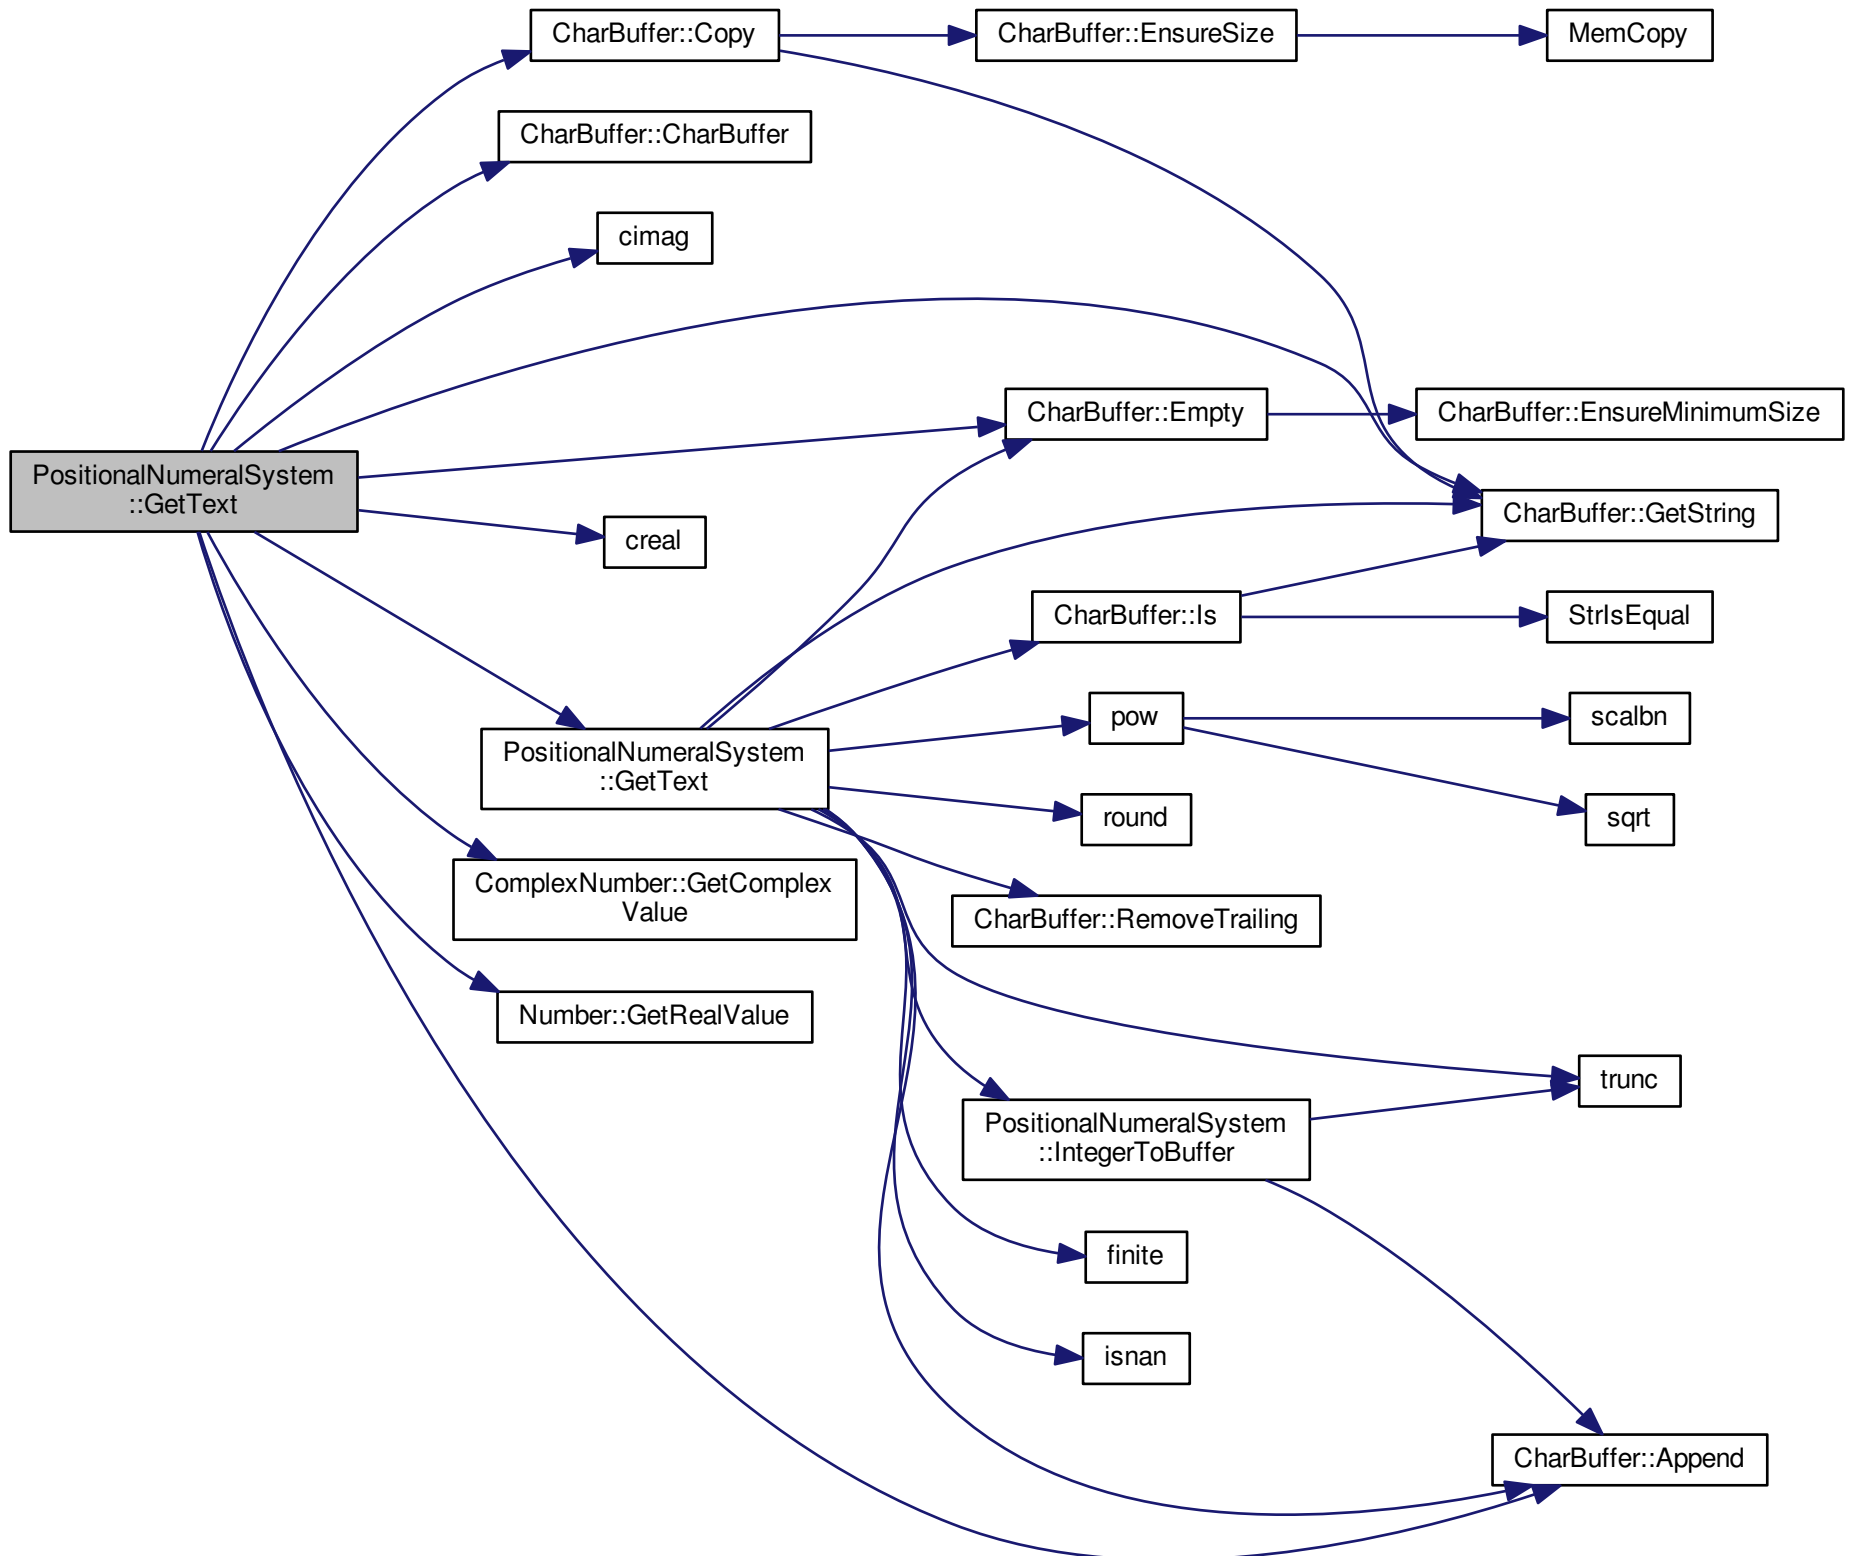 CharBuffer::Copy
CharBuffer::EnsureSize
MemCopy
CharBuffer::CharBuffer
cimag
CharBuffer::Empty
CharBuffer::EnsureMinimumSize
PositionalNumeralSystem
::GetText
CharBuffer::GetString
creal
CharBuffer::Is
StrIsEqual
pow
scalbn
PositionalNumeralSystem
::GetText
round
sqrt
ComplexNumber::GetComplex
Value
CharBuffer::RemoveTrailing
Number::GetRealValue
trunc
PositionalNumeralSystem
::IntegerToBuffer
finite
isnan
CharBuffer::Append